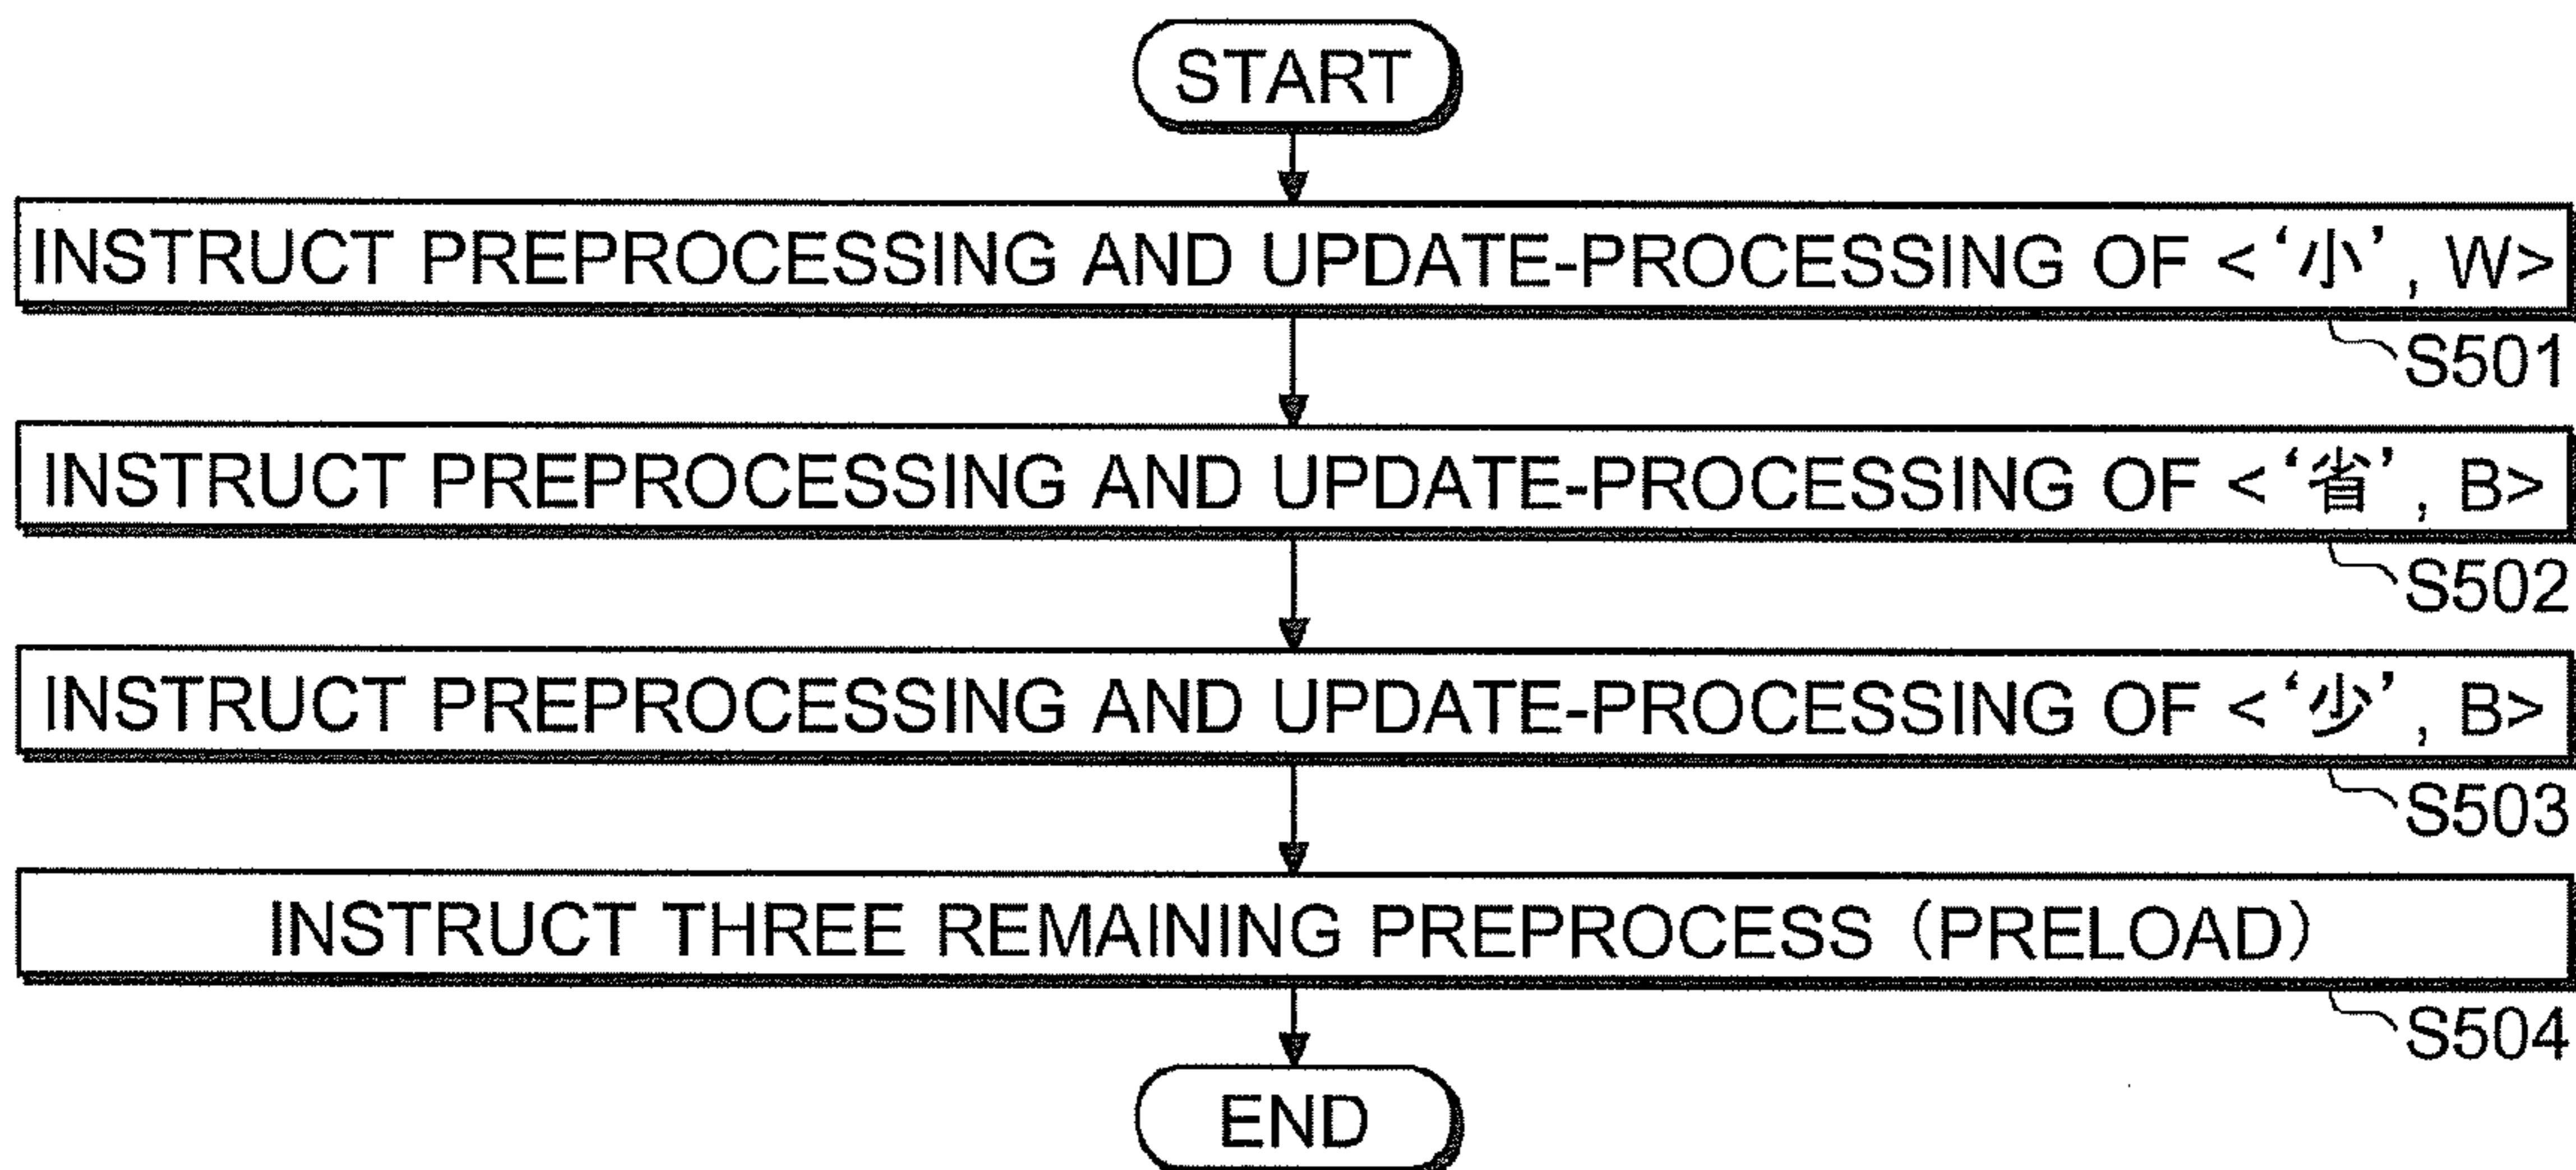 START
INSTRUCT PREPROCESSING AND UPDATE-PROCESSING OF <‘小’, W>
S501
INSTRUCT PREPROCESSING AND UPDATE-PROCESSING OF <‘省’, B>
S502
INSTRUCT PREPROCESSING AND UPDATE-PROCESSING OF <‘少’, B>
S503
INSTRUCT THREE REMAINING PREPROCESS (PRELOAD)
S504
END